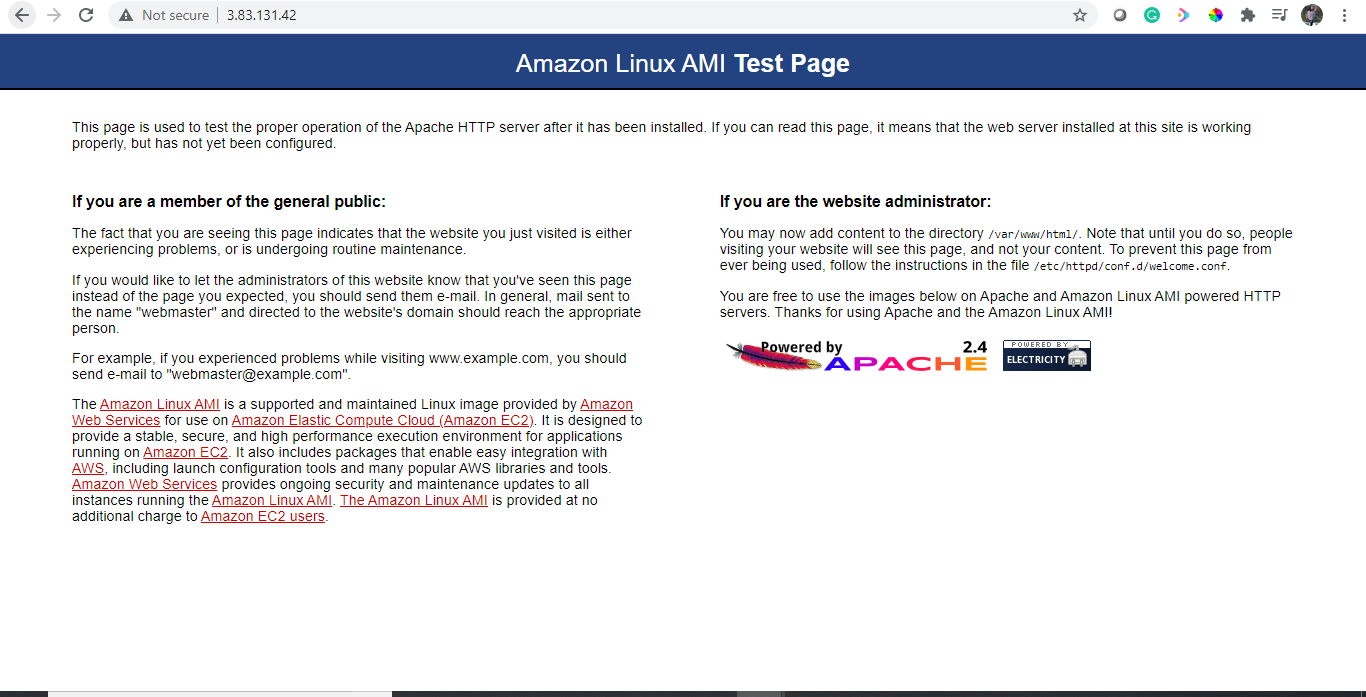 Not secure | 3.83.131.42
Amazon Linux AMI Test Page
This page is used to test the proper operation of the Apache HTTP server after it has been installed. If you can read this page, it means that the web server installed at this site is working
properly, but has not yet been configured.
If you are a member of the general public:
The fact that you are seeing this page indicates that the website you just visited is either
experiencing problems, or is undergoing routine maintenance.
If you would like to let the administrators of this website know that you've seen this page
instead of the page you expected, you should send them e-mail. In general, mail sent to
the name "webmaster" and directed to the website's domain should reach the appropriate
person.
For example, if you experienced problems while visiting www.example.com, you should
send e-mail to "webmaster@example.com".
The Amazon Linux AMI is a supported and maintained Linux image provided by Amazon
Web Services for use on Amazon Elastic Compute Cloud (Amazon EC2). It is designed to
provide a stable, secure, and high performance execution environment for applications
running on Amazon EC2. It also includes packages that enable easy integration with
AWS, including launch configuration tools and many popular AWS libraries and tools.
Amazon Web Services provides ongoing security and maintenance updates to all
instances running the Amazon Linux AMI. The Amazon Linux AMI is provided at no
additional charge to Amazon EC2 users.
If you are the website administrator:
You may now add content to the directory /var/www/html/. Note that until you do so, people
visiting your website will see this page, and not your content. To prevent this page from
ever being used, follow the instructions in the file /etc/httpd/conf.d/welcome.conf.
You are free to use the images below on Apache and Amazon Linux AMI powered HTTP
servers. Thanks for using Apache and the Amazon Linux AMI!
Powered by 2.4
APACHE
POWERED BY
ELECTRICITY